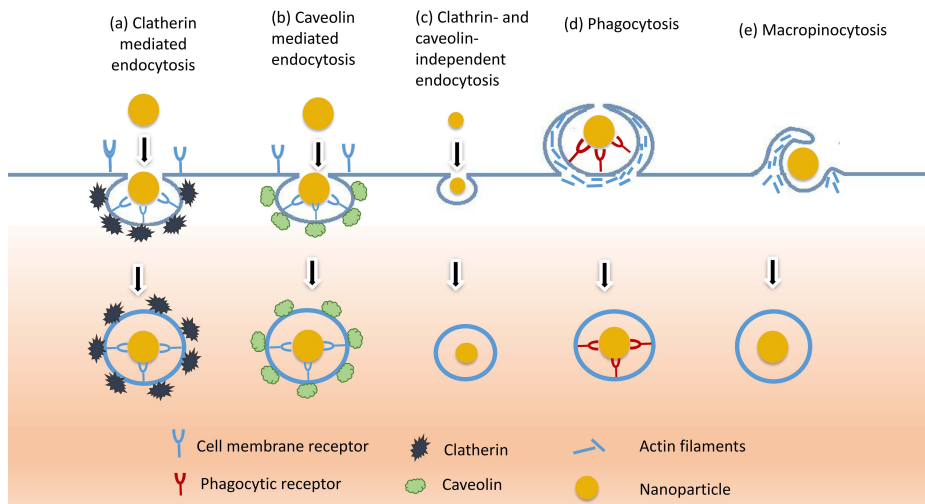 (a) Clatherin
mediated
endocytosis
(b) Caveolin
mediated
endocytosis
(c) Clathrin- and
caveolin-
independent
endocytosis
(d) Phagocytosis
(e) Macropinocytosis
Cell membrane receptor
Clatherin
Actin filaments
Phagocytic receptor
Caveolin
Nanoparticle